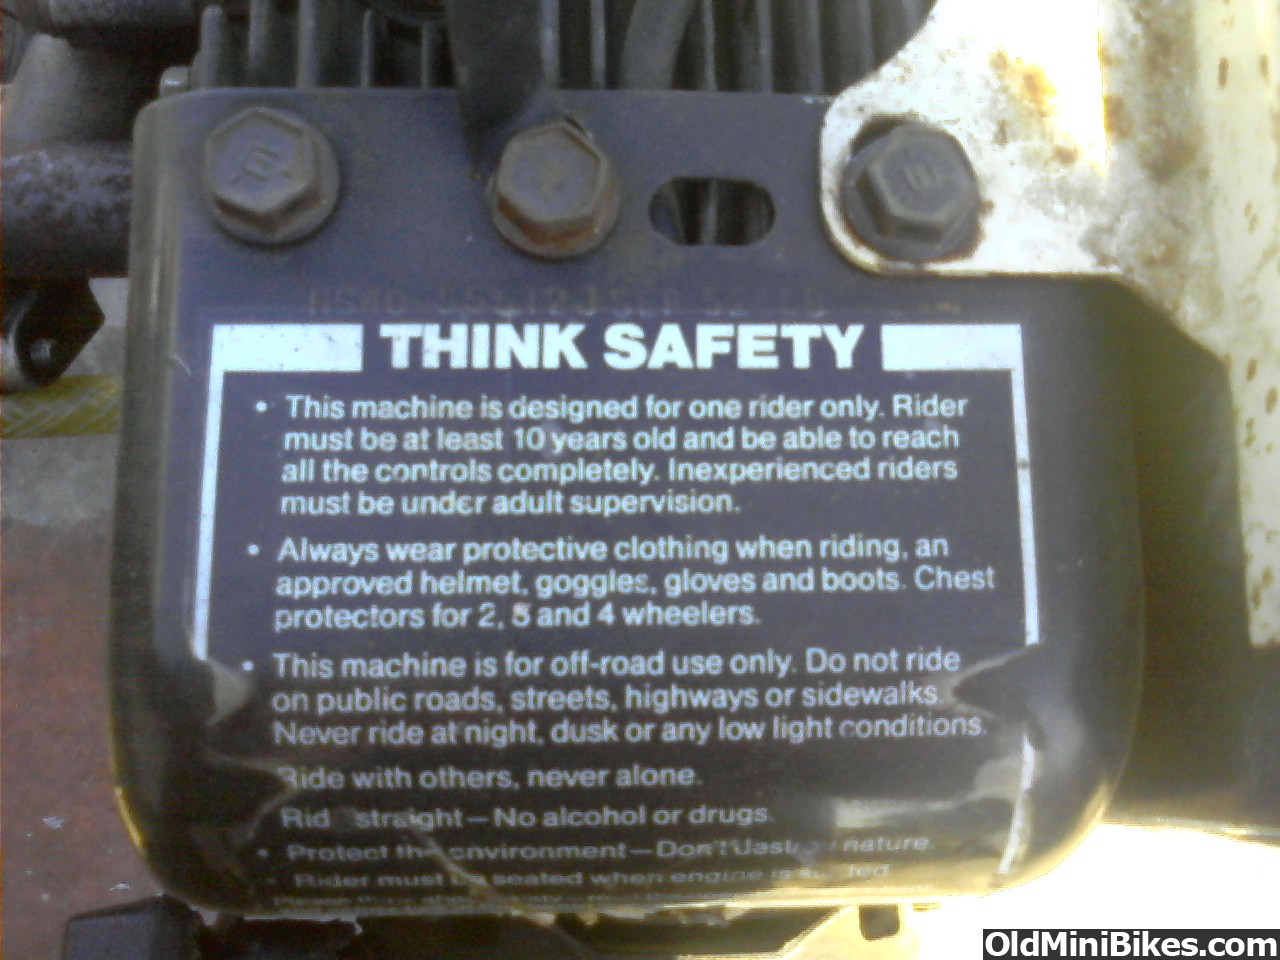 THINK SAFETY
• This machine is designed for one rider only. Rider
must be at least 10 years old and be able to reach
all the controls completely. Inexperienced riders
must be under adult supervision.
• Always wear protective clothing when riding, an
approved helmet, goggles, gloves and boots. Chest
protectors for 2, 3 and 4 wheelers.
• This machine is for off-road use only. Do not ride
on public roads, streets, highways or sidewalks.
Never ride at night, dusk or any low light conditions.
Ride with others, never alone.
straight—No alcohol or drugs.
• Protect the environment—Don't nature.
• Rider must be seated when engine is
OldMiniBikes.com